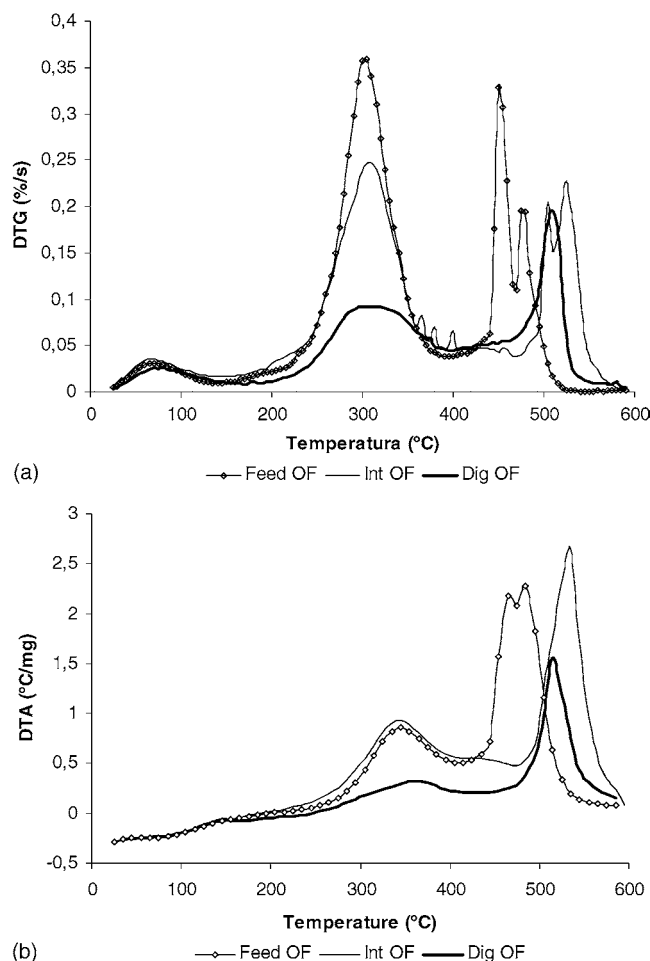 0,4
0,35
0,3
0,25
0,2
0,15
0,1
0,05
0
DTG (%/s)
0 100 200 300 400 500 600
Temperatura (ºC)
(a)
Feed OF Int OF Dig OF
3
2,5
2
1,5
1
0,5
0
-0,5
DTA (°C/mg)
0 100 200 300 400 500 600
Temperature (ºC)
(b)
Feed OF Int OF Dig OF